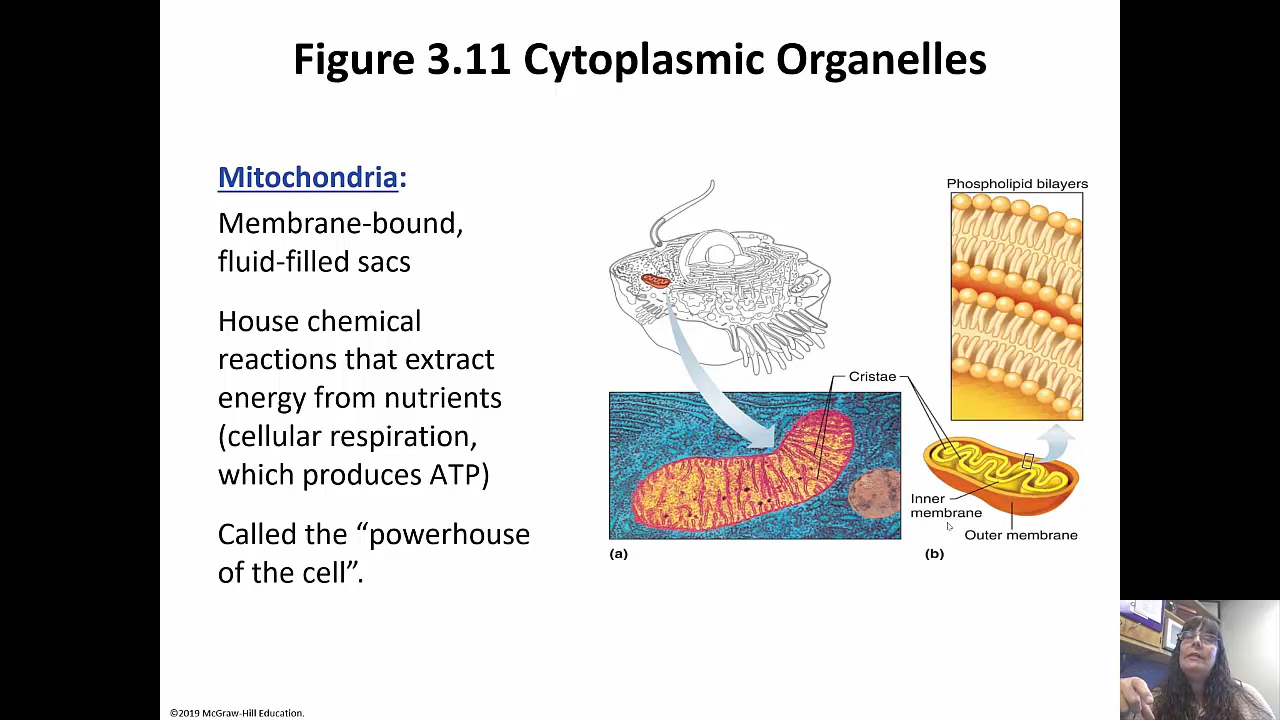 Figure 3.11 Cytoplasmic Organelles
Mitochondria:
Membrane-bound,
fluid-filled sacs
House chemical
reactions that extract
energy from nutrients
(cellular respiration,
which produces ATP)
Called the “powerhouse
of the cell”.
Phospholipid bilayers
Cristae
Inner
membrane
Outer membrane
(a)
(b)
©2019 McGraw-Hill Education.